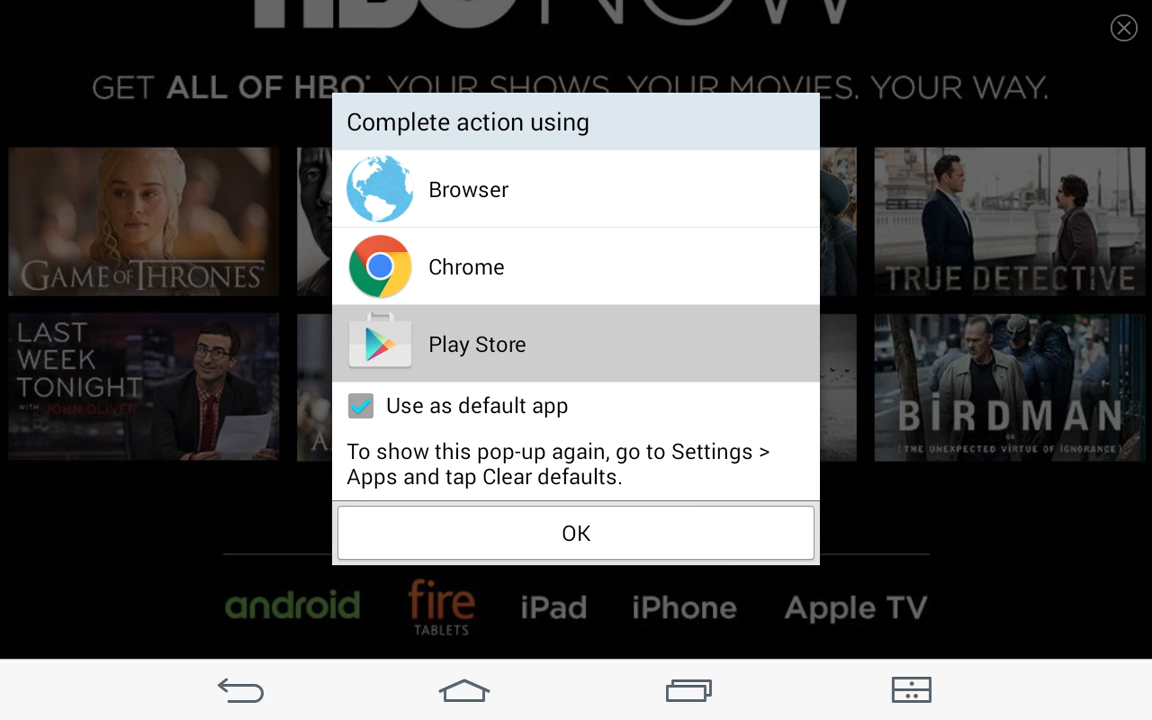 HBO NOW
GET ALL OF HBO®. YOUR SHOWS. YOUR MOVIES. YOUR WAY.
Complete action using
Browser
Chrome
Play Store
Use as default app
To show this pop-up again, go to Settings >
Apps and tap Clear defaults.
OK
GAME OF THRONES
TRUE DETECTIVE
LAST
WEEK
TONIGHT
WITH JOHN OLIVER
A
BiRDMAN
(THE UNEXPECTED VIRTUE OF IGNORANCE)
android
fire
TABLETS
iPad
iPhone
Apple TV